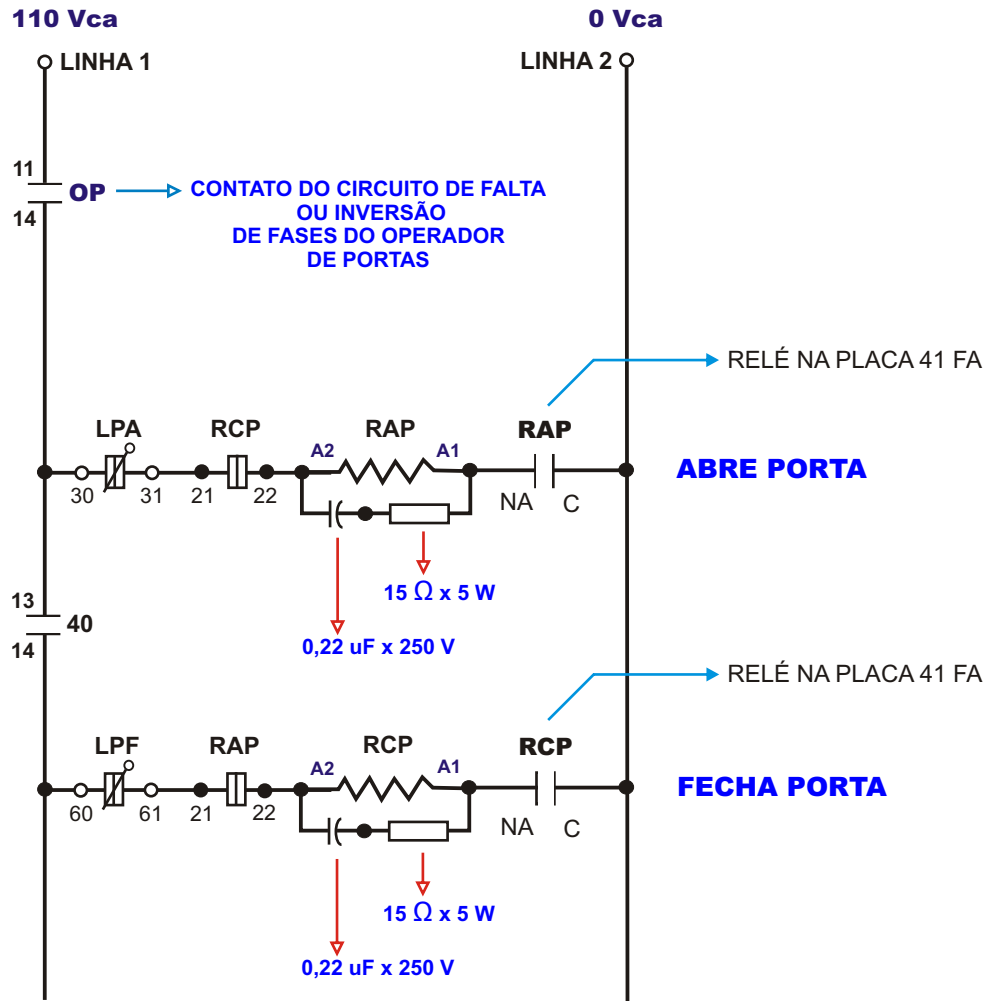 110 Vca
0 Vca
LINHA 1
LINHA 2
11
OP
14
CONTATO DO CIRCUITO DE FALTA
OU INVERSÃO
DE FASES DO OPERADOR
DE PORTAS
RELÉ NA PLACA 41 FA
LPA
RCP
RAP
RAP
A2
A1
30
31
21
22
NA
C
ABRE PORTA
15 Ω x 5 W
0,22 uF x 250 V
13
40
14
RELÉ NA PLACA 41 FA
LPF
RAP
RCP
RCP
A2
A1
60
61
21
22
NA
C
FECHA PORTA
15 Ω x 5 W
0,22 uF x 250 V